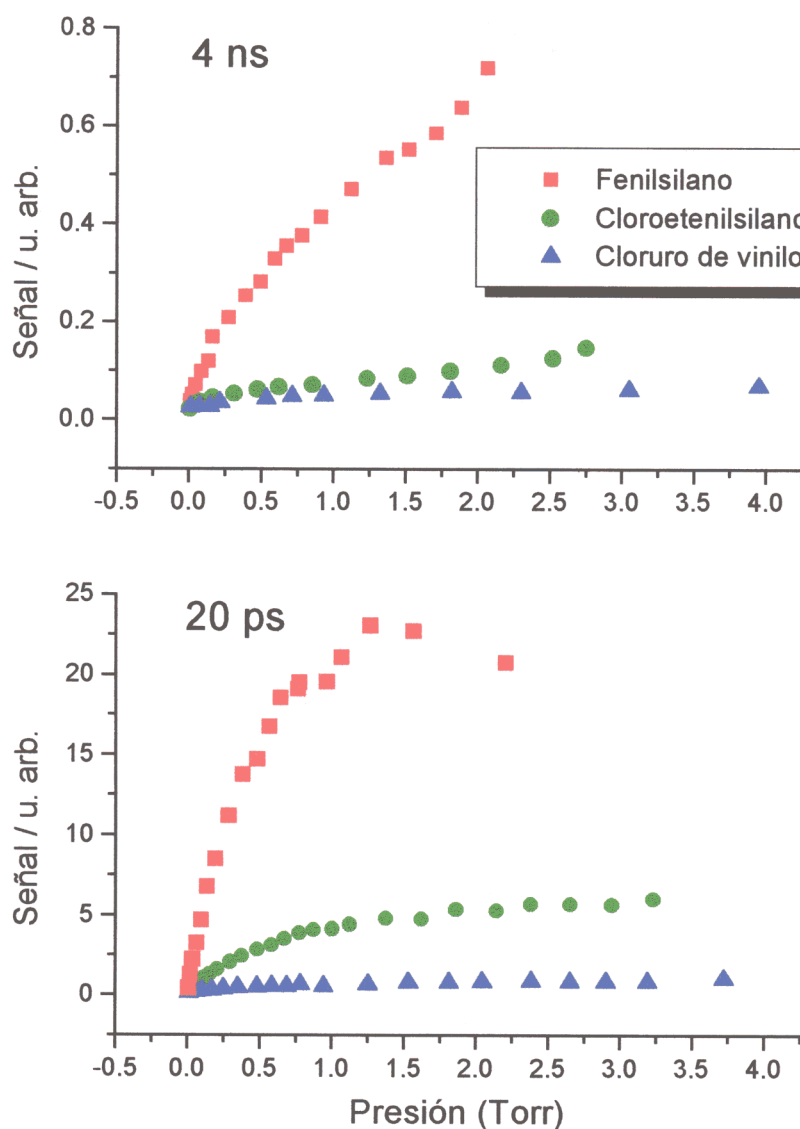 4 ns
Señal / u. arb.
0.8
0.6
0.4
0.2
0.0
Fenilsilano
Cloroetenilsilano
Cloruro de vinilo
-0.5 0.0 0.5 1.0 1.5 2.0 2.5 3.0 3.5 4.0
20 ps
Señal / u. arb.
25
20
15
10
5
0
-0.5 0.0 0.5 1.0 1.5 2.0 2.5 3.0 3.5 4.0
Presión (Torr)